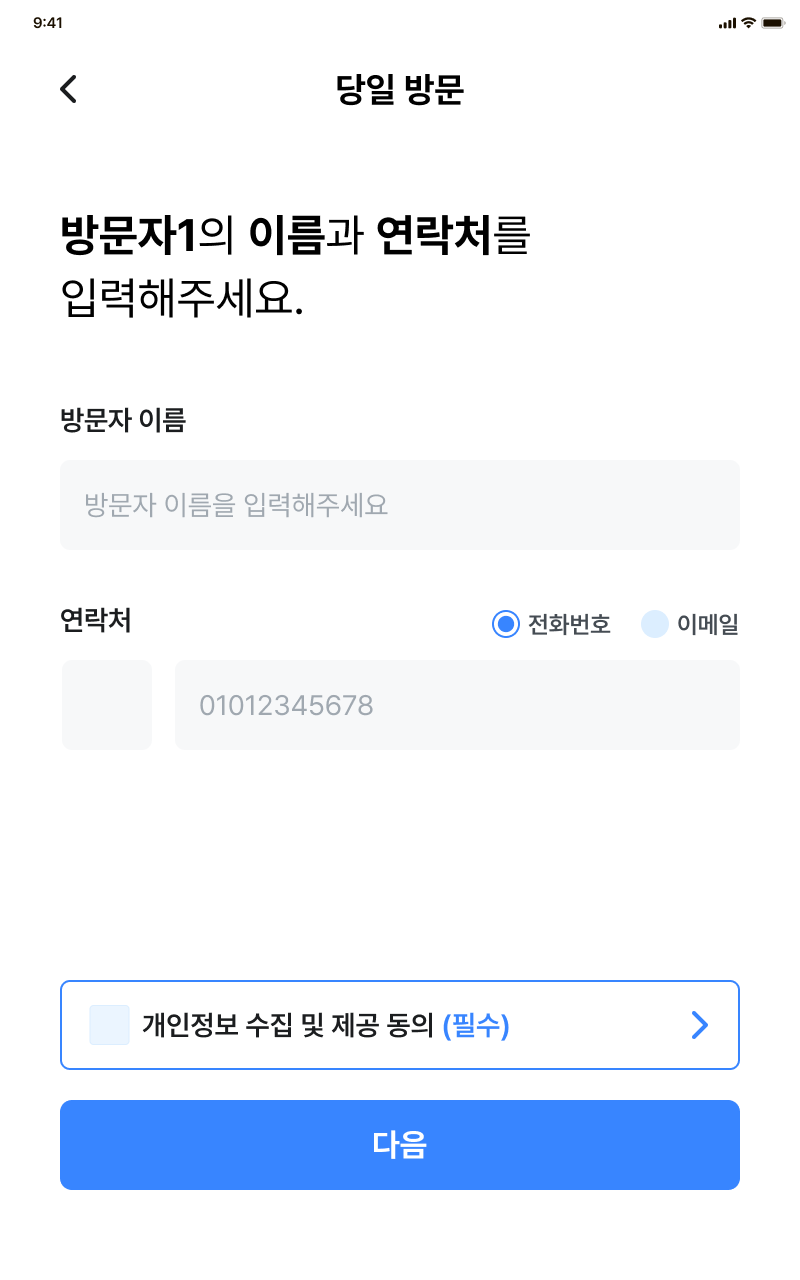 9:41
당일 방문
방문자1의 이름과 연락처를
입력해주세요.
방문자 이름
방문자 이름을 입력해주세요
연락처
전화번호 이메일
01012345678
개인정보 수집 및 제공 동의 (필수)
다음